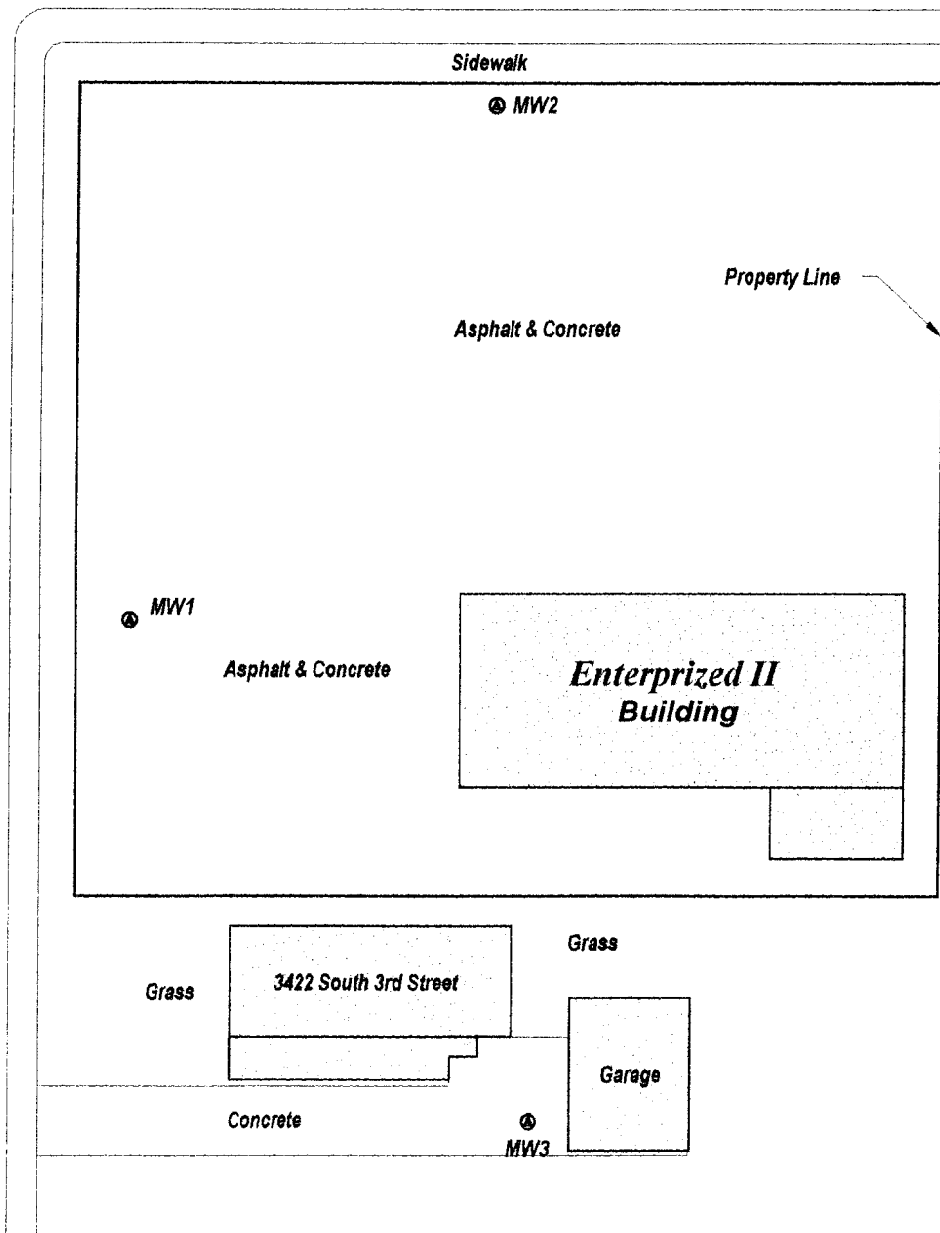 Sidewalk
MW2
Property Line
Asphalt & Concrete
MW1
Asphalt & Concrete
Enterprized II
Building
Grass
3422 South 3rd Street
Grass
Garage
Concrete
MW3